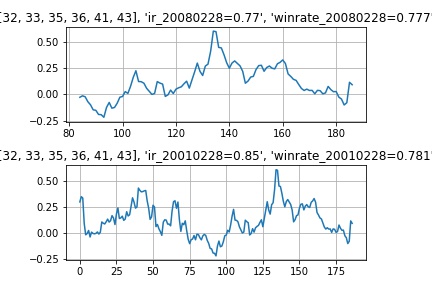 [32, 33, 35, 36, 41, 43], 'ir_20080228=0.77' 'winrate_20080228=0.777'
0.50
0.25
0.00
−0.25
80 100 120 140 160 180
[32, 33, 35, 36, 41, 43], 'ir_20010228=0.85', 'winrate_20010228=0.781'
0.50
0.25
0.00
−0.25
0 25 50 75 100 125 150 175